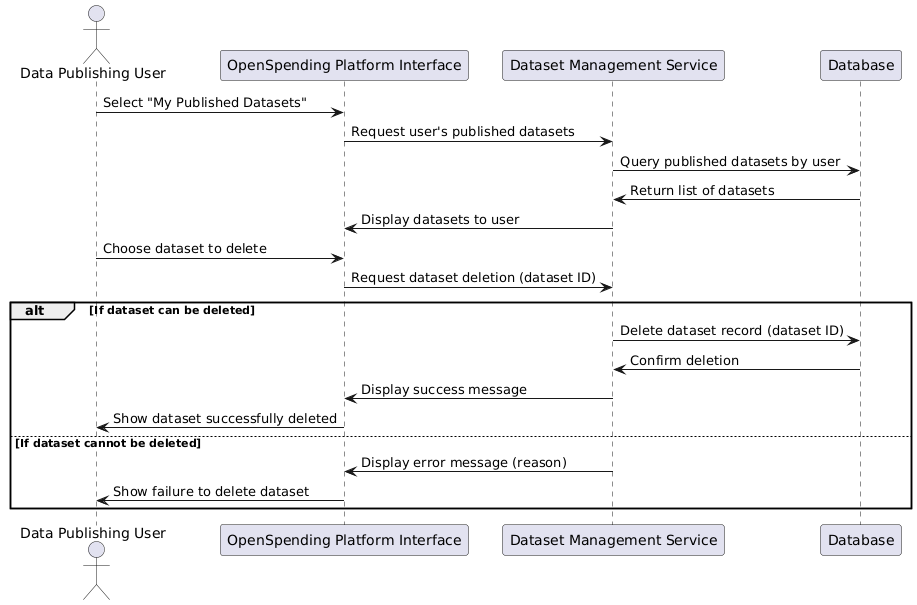 Data Publishing User
OpenSpending Platform Interface
Dataset Management Service
Database
Select "My Published Datasets"
Request user's published datasets
Query published datasets by user
Return list of datasets
Display datasets to user
Choose dataset to delete
Request dataset deletion (dataset ID)
alt
[If dataset can be deleted]
Delete dataset record (dataset ID)
Confirm deletion
Display success message
Show dataset successfully deleted
[If dataset cannot be deleted]
Display error message (reason)
Show failure to delete dataset
Data Publishing User
OpenSpending Platform Interface
Dataset Management Service
Database